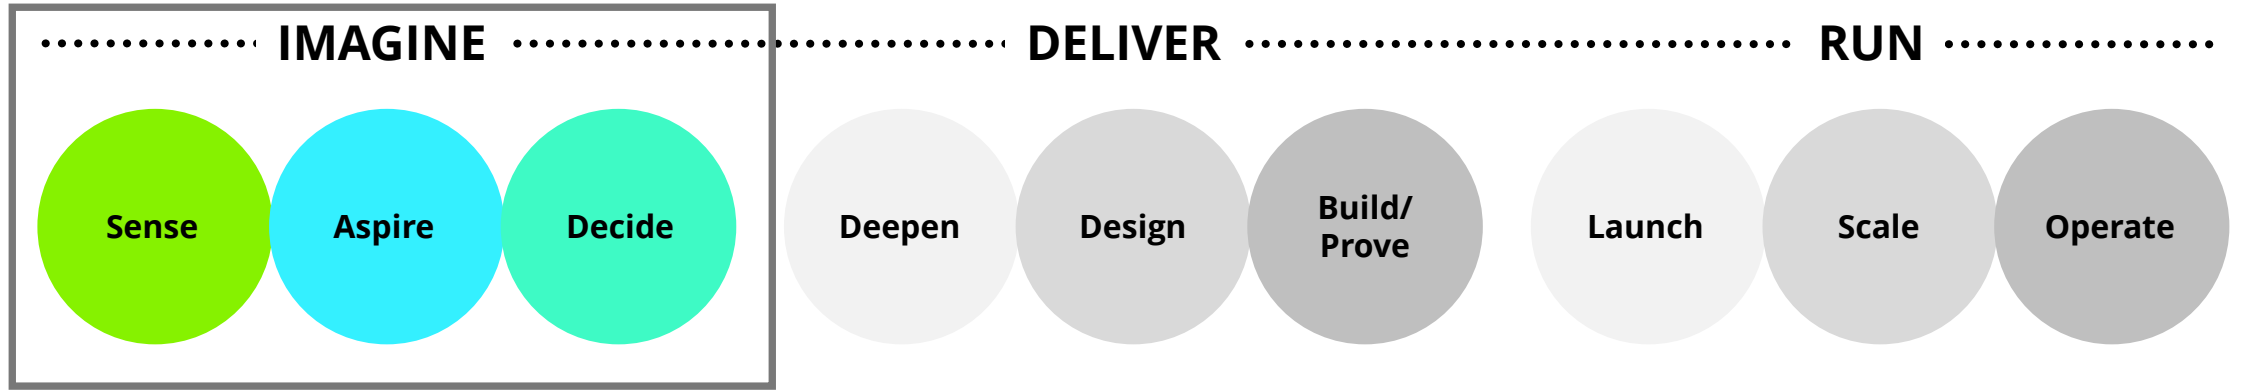 IMAGINE
DELIVER
RUN
Sense
Aspire
Decide
Deepen
Design
Build/
Prove
Launch
Scale
Operate